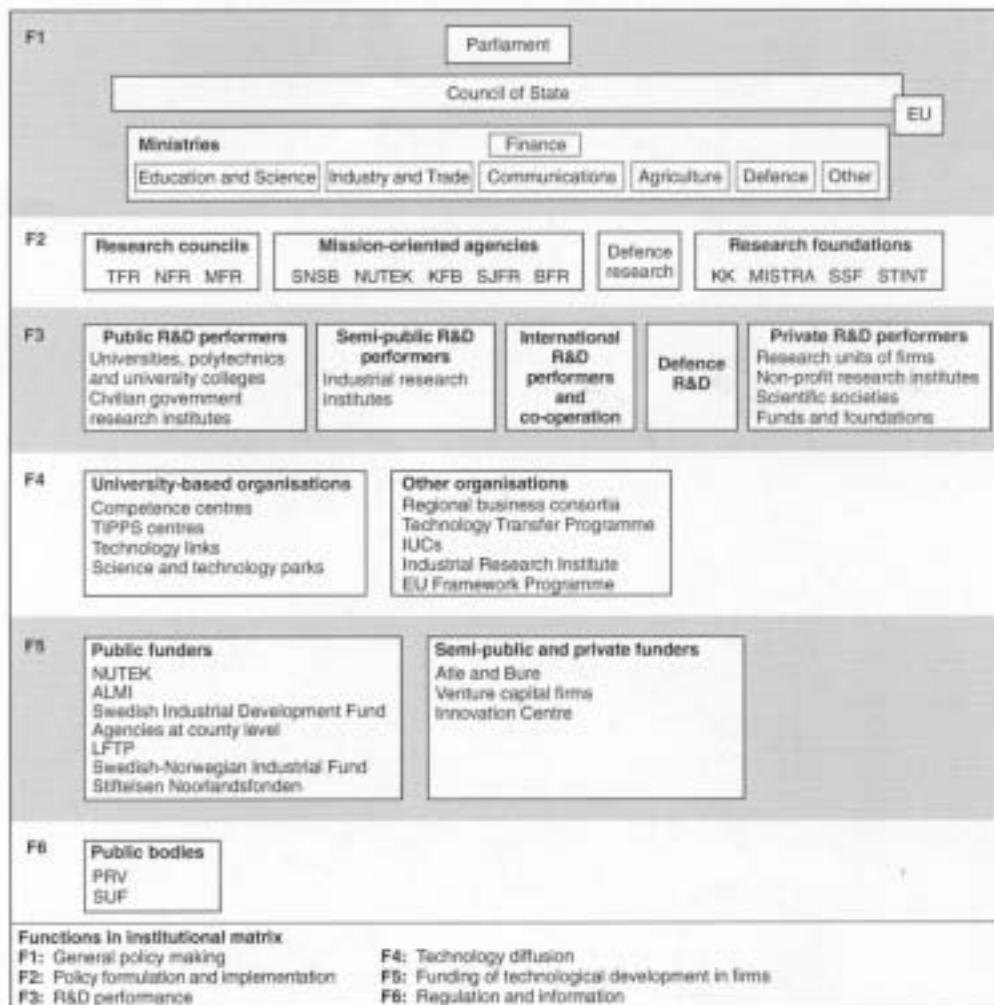 F1
Parliament
Council of State
EU
Ministries
Finance
Education and Science Industry and Trade Communications Agriculture Defence Other
F2
Research councils
TFR NFR MFR
Mission-oriented agencies
SNSB NUTEK KFB SJFR BFR
Defence
research
Research foundations
KK MISTRA SSF STINT
F3
Public R&D performers
Universities, polytechnics
and university colleges
Civilian government
research institutes
Semi-public R&D
performers
Industrial research
institutes
International
R&D
performers
and
co-operation
Defence
R&D
Private R&D performers
Research units of firms
Non-profit research institutes
Scientific societies
Funds and foundations
F4
University-based organisations
Competence centres
TIPPS centres
Technology links
Science and technology parks
Other organisations
Regional business consortia
Technology Transfer Programme
IUCs
Industrial Research Institute
EU Framework Programme
F5
Public funders
NUTEK
ALMI
Swedish Industrial Development Fund
Agencies at county level
LFTP
Swedish-Norwegian Industrial Fund
Stiftelsen Noorlandsfonden
Semi-public and private funders
Atle and Bure
Venture capital firms
Innovation Centre
F6
Public bodies
PRV
SUF
Functions in institutional matrix
F1: General policy making
F2: Policy formulation and implementation
F3: R&D performance
F4: Technology diffusion
F5: Funding of technological development in firms
F6: Regulation and information